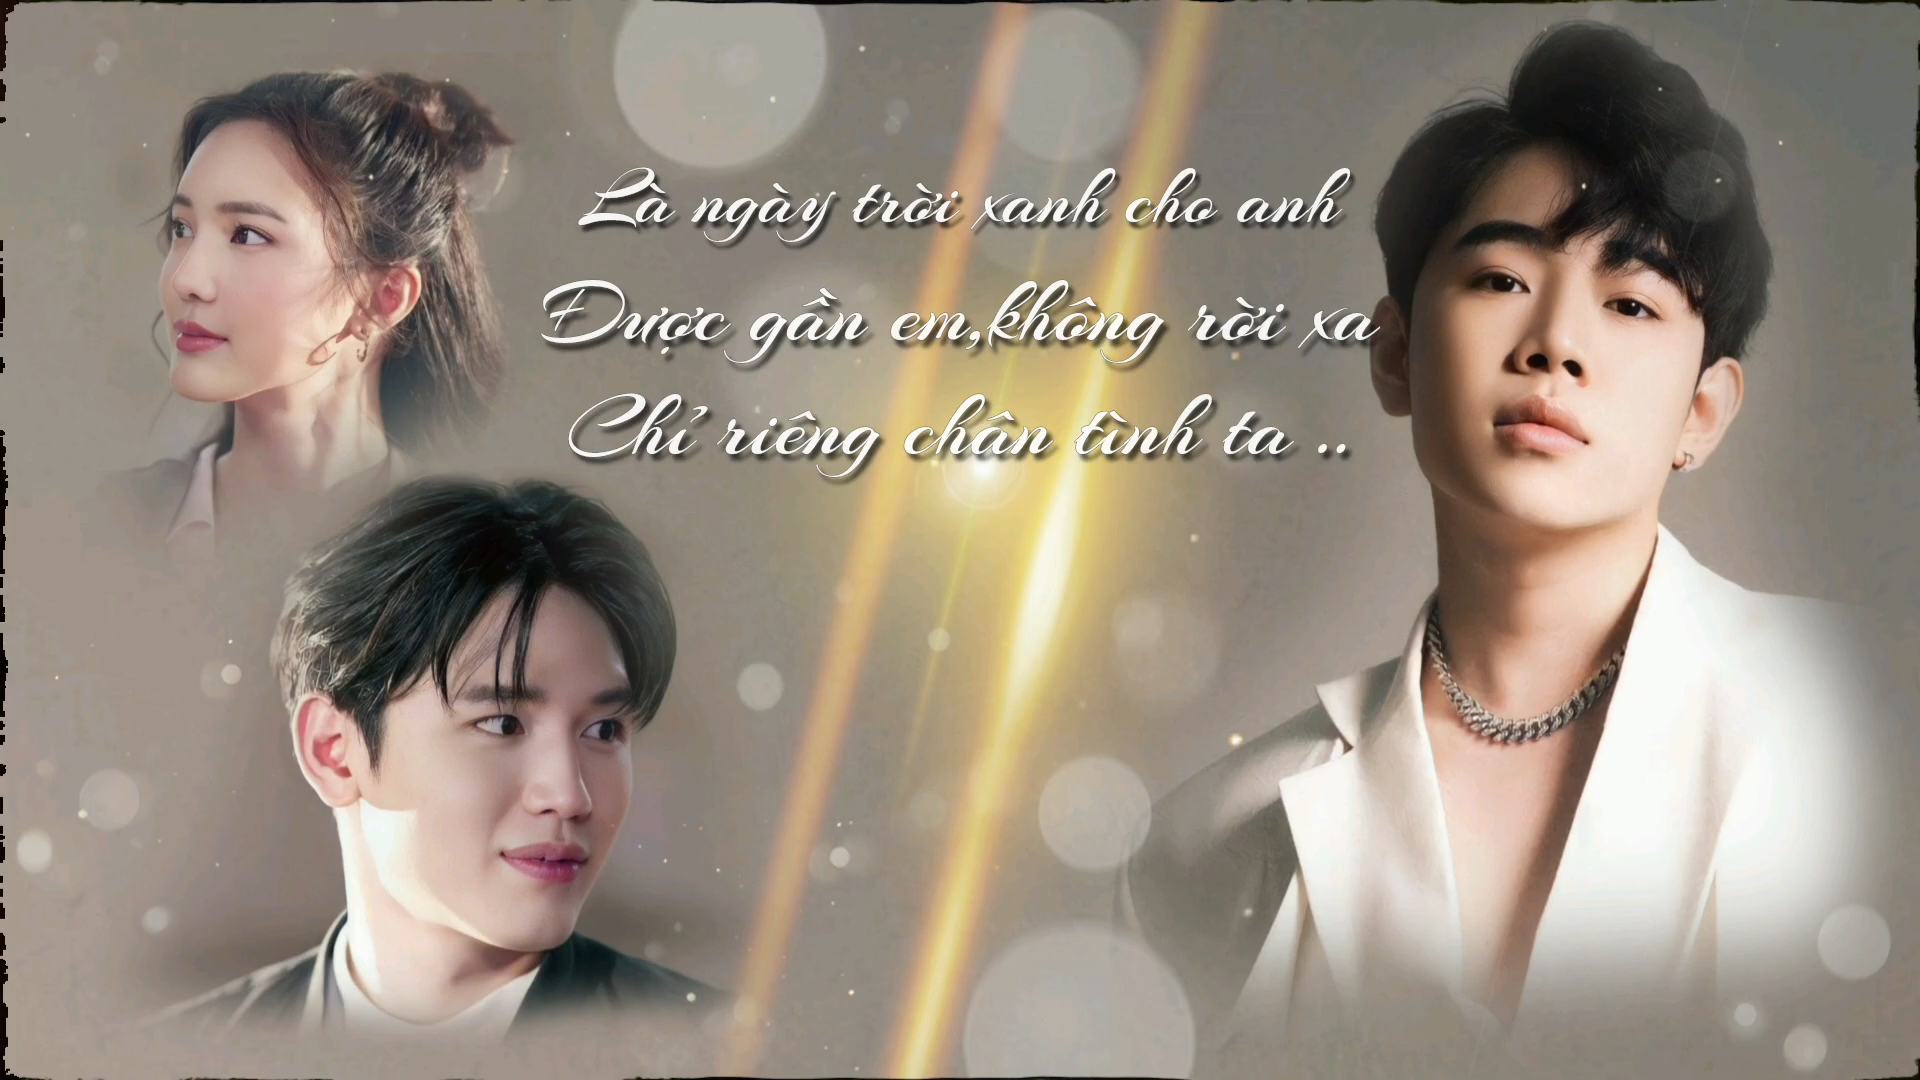 Là ngày trời xanh cho anh
Được gần em,không rời xa
Chỉ riêng chân tình ta ..